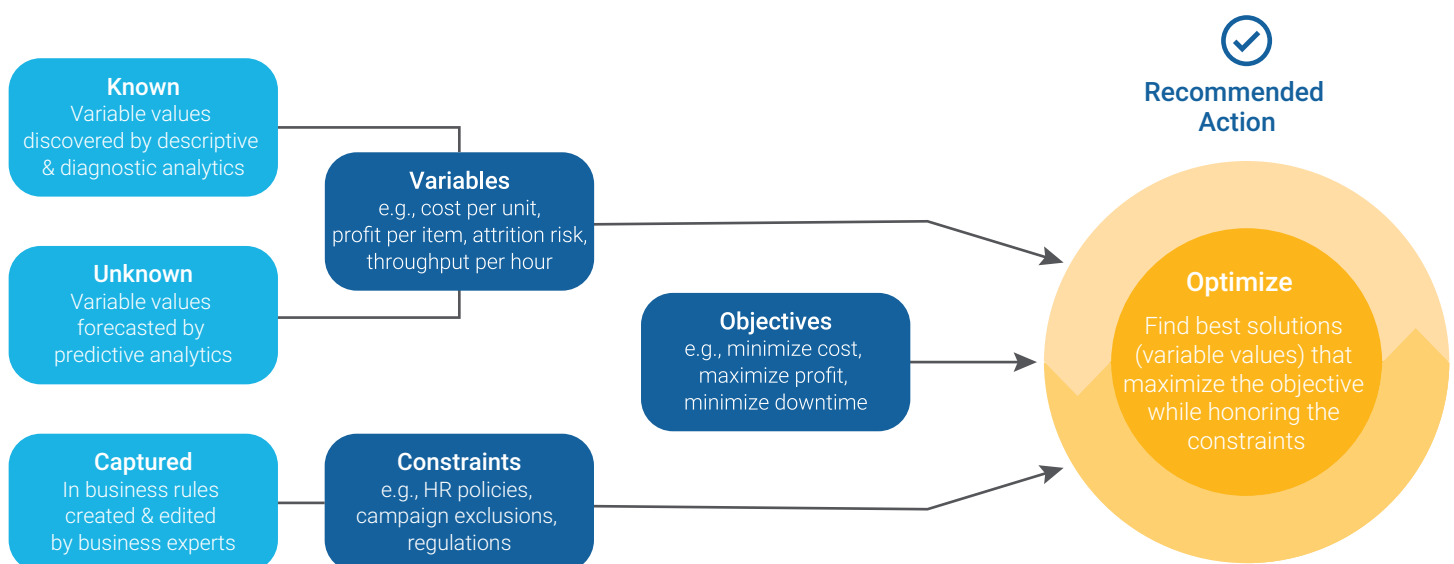 Known
Variable values
discovered by descriptive
& diagnostic analytics
Unknown
Variable values
forecasted by
predictive analytics
Captured
In business rules
created & edited
by business experts
Variables
e.g., cost per unit,
profit per item, attrition risk,
throughput per hour
Constraints
e.g., HR policies,
campaign exclusions,
regulations
Objectives
e.g., minimize cost,
maximize profit,
minimize downtime
Recommended
Action
Optimize
Find best solutions
(variable values) that
maximize the objective
while honoring the
constraints